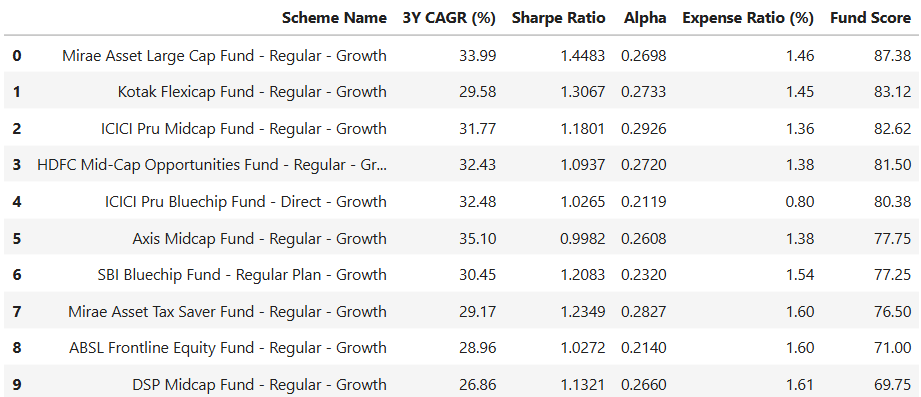 Scheme Name 3Y CAGR (%) Sharpe Ratio Alpha Expense Ratio (%) Fund Score
0 Mirae Asset Large Cap Fund - Regular - Growth 33.99 1.4483 0.2698 1.46 87.38
1 Kotak Flexicap Fund - Regular - Growth 29.58 1.3067 0.2733 1.45 83.12
2 ICICI Pru Midcap Fund - Regular - Growth 31.77 1.1801 0.2926 1.36 82.62
3 HDFC Mid-Cap Opportunities Fund - Regular - Gr... 32.43 1.0937 0.2720 1.38 81.50
4 ICICI Pru Bluechip Fund - Direct - Growth 32.48 1.0265 0.2119 0.80 80.38
5 Axis Midcap Fund - Regular - Growth 35.10 0.9982 0.2608 1.38 77.75
6 SBI Bluechip Fund - Regular Plan - Growth 30.45 1.2083 0.2320 1.54 77.25
7 Mirae Asset Tax Saver Fund - Regular - Growth 29.17 1.2349 0.2827 1.60 76.50
8 ABSL Frontline Equity Fund - Regular - Growth 28.96 1.0272 0.2140 1.60 71.00
9 DSP Midcap Fund - Regular - Growth 26.86 1.1321 0.2660 1.61 69.75